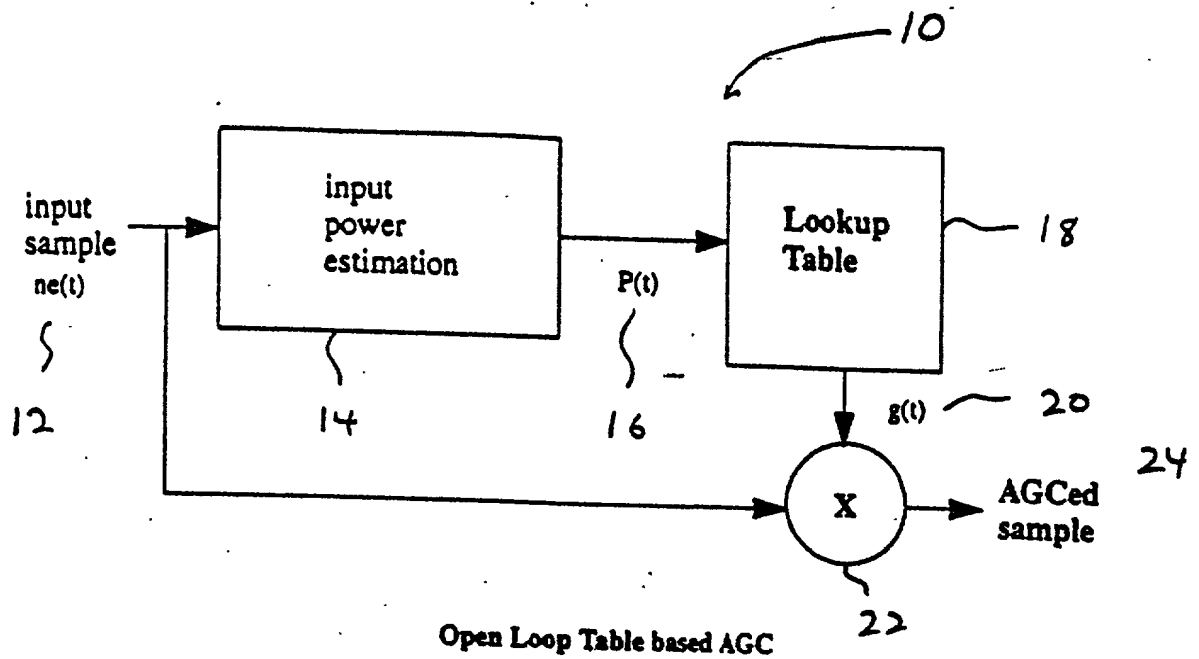 10
input
sample
ne(t)
12
input
power
estimation
14
P(t)
16
Lookup
Table
18
g(t)
20
X
22
24
AGCed
sample
Open Loop Table based AGC